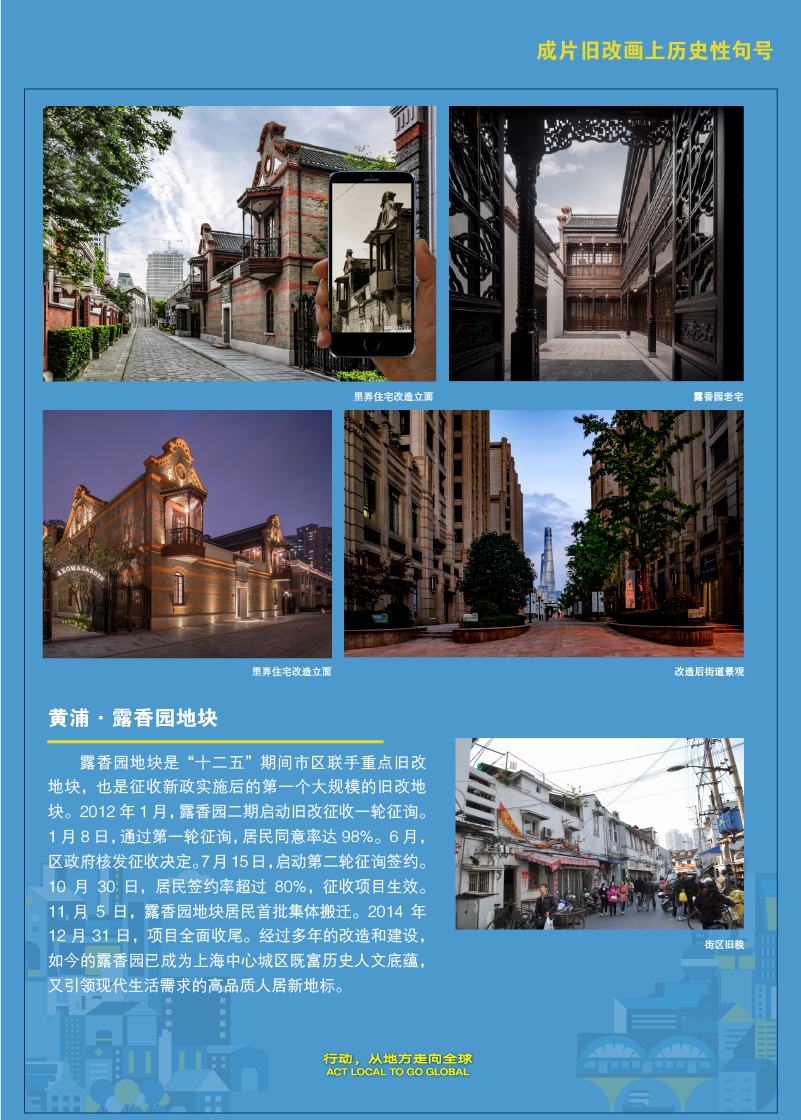 成片旧改画上历史性句号
里弄住宅改造立面
露香园老宅
AROMAGARDEN
里弄住宅改造立面
改造后街道景观
黄浦·露香园地块
露香园地块是“十二五”期间市区联手重点旧改
地块，也是征收新政实施后的第一个大规模的旧改地
块。2012 年 1 月，露香园二期启动旧改征收一轮征询。
1 月 8 日，通过第一轮征询，居民同意率达 98%。6 月，
区政府核发征收决定。7 月 15 日，启动第二轮征询签约。
10 月 30 日，居民签约率超过 80%，征收项目生效。
11 月 5 日，露香园地块居民首批集体搬迁。2014 年
12 月 31 日，项目全面收尾。经过多年的改造和建设，
如今的露香园已成为上海中心城区既富历史人文底蕴，
又引领现代生活需求的高品质人居新地标。
街区旧貌
行动，从地方走向全球
ACT LOCAL TO GO GLOBAL